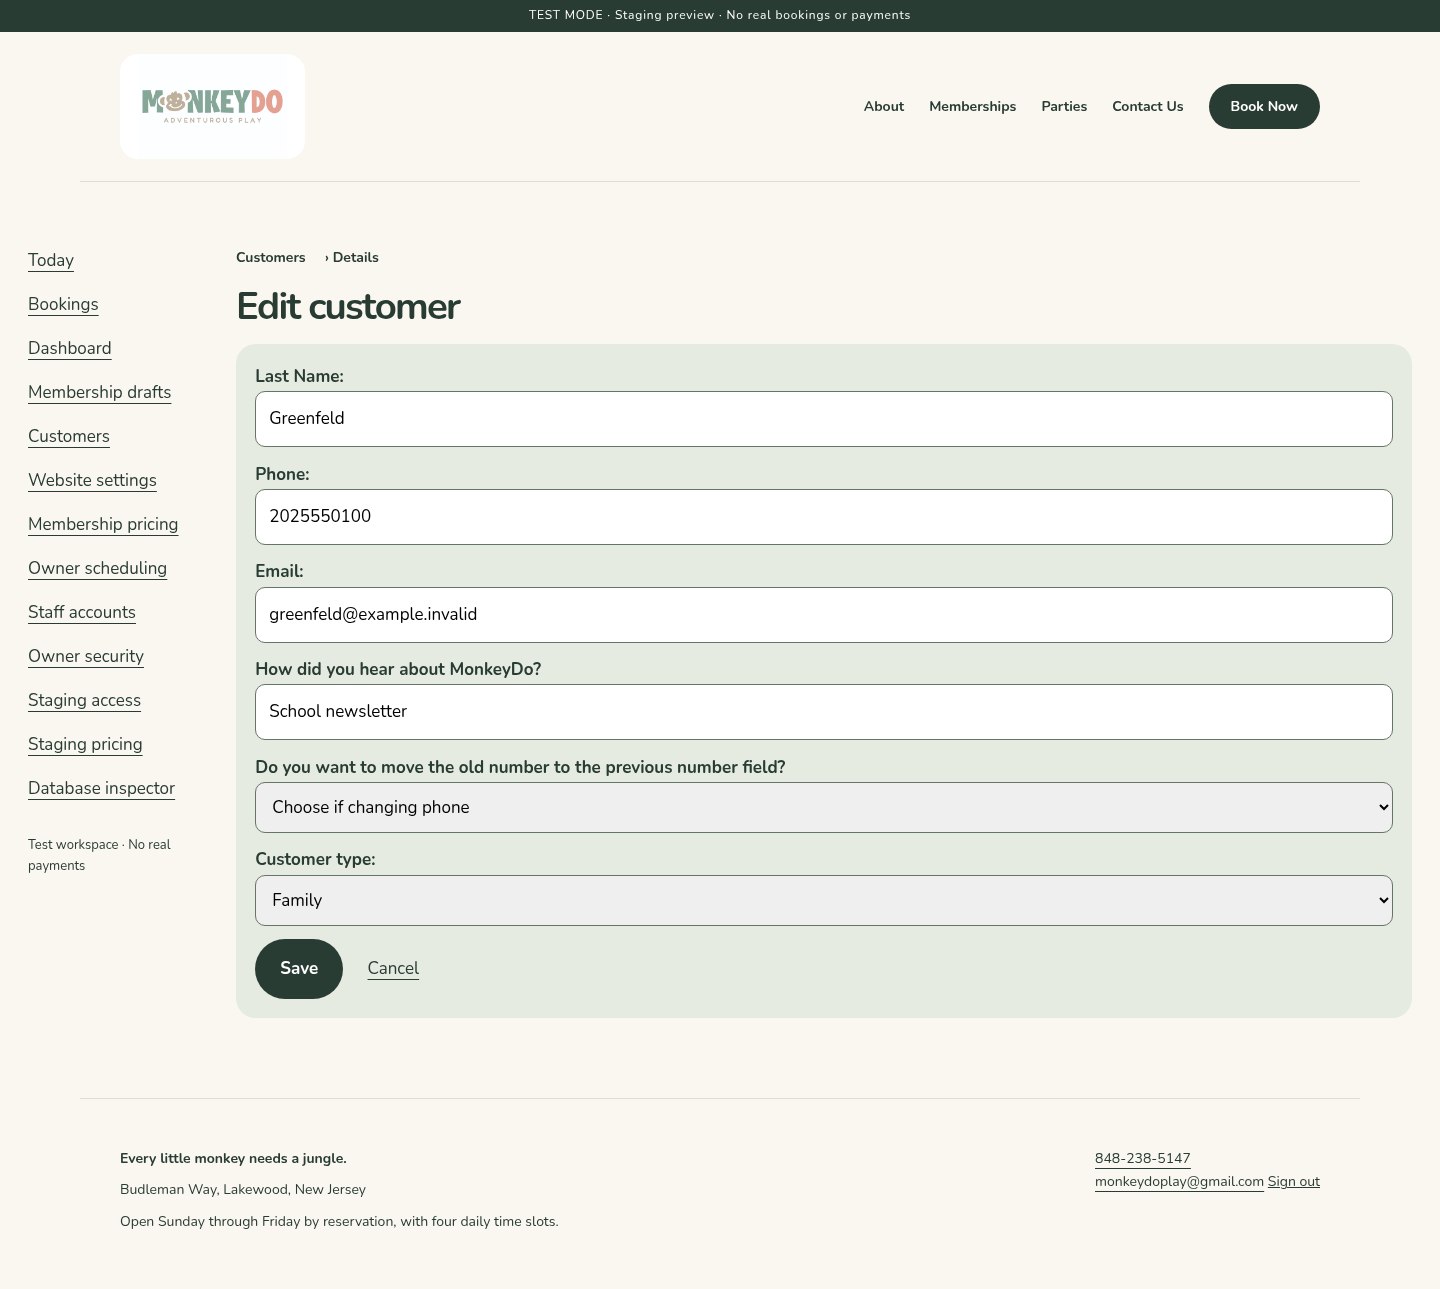 TEST MODE · Staging preview · No real bookings or payments
MONKEYDO
ADVENTUROUS PLAY
About Memberships Parties Contact Us Book Now
Today
Bookings
Dashboard
Membership drafts
Customers
Website settings
Membership pricing
Owner scheduling
Staff accounts
Owner security
Staging access
Staging pricing
Database inspector
Test workspace · No real
payments
Customers › Details
Edit customer
Last Name:
Greenfeld
Phone:
2025550100
Email:
greenfeld@example.invalid
How did you hear about MonkeyDo?
School newsletter
Do you want to move the old number to the previous number field?
Choose if changing phone
Customer type:
Family
Save Cancel
Every little monkey needs a jungle.
Budleman Way, Lakewood, New Jersey
Open Sunday through Friday by reservation, with four daily time slots.
848-238-5147
monkeydoplay@gmail.com Sign out